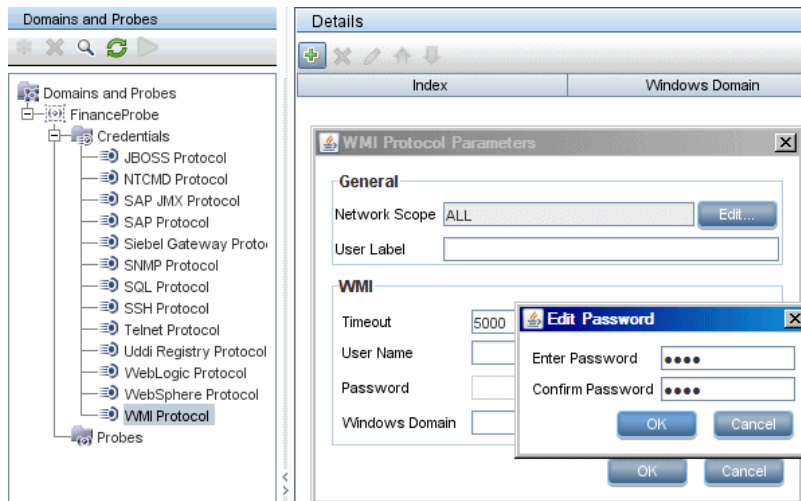 Domains and Probes
Domains and Probes
FinanceProbe
Credentials
JBOSS Protocol
NTCMD Protocol
SAP JMX Protocol
SAP Protocol
Siebel Gateway Proto
SNMP Protocol
SQL Protocol
SSH Protocol
Telnet Protocol
Uddi Registry Protocol
WebLogic Protocol
WebSphere Protocol
WMI Protocol
Probes
Details
Index Windows Domain
WMI Protocol Parameters
General
Network Scope ALL Edit...
User Label
WMI
Timeout 5000
User Name
Password
Windows Domain
OK Cancel
Edit Password
Enter Password ●●●●
Confirm Password ●●●●
OK Cancel